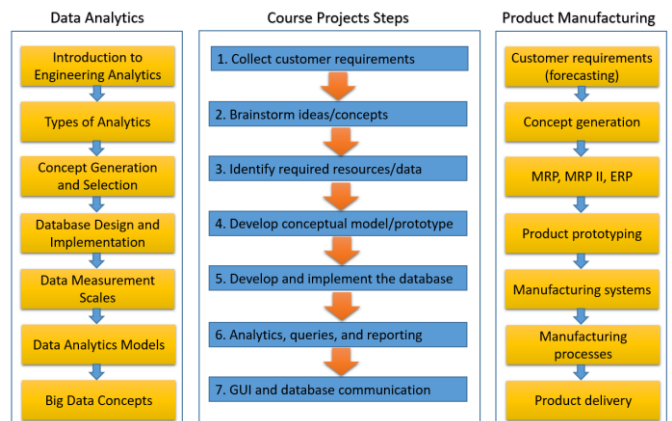 Data Analytics
Introduction to
Engineering Analytics
Types of Analytics
Concept Generation
and Selection
Database Design and
Implementation
Data Measurement
Scales
Data Analytics Models
Big Data Concepts
Course Projects Steps
1. Collect customer requirements
2. Brainstorm ideas/concepts
3. Identify required resources/data
4. Develop conceptual model/prototype
5. Develop and implement the database
6. Analytics, queries, and reporting
7. GUI and database communication
Product Manufacturing
Customer requirements
(forecasting)
Concept generation
MRP, MRP II, ERP
Product prototyping
Manufacturing systems
Manufacturing
processes
Product delivery